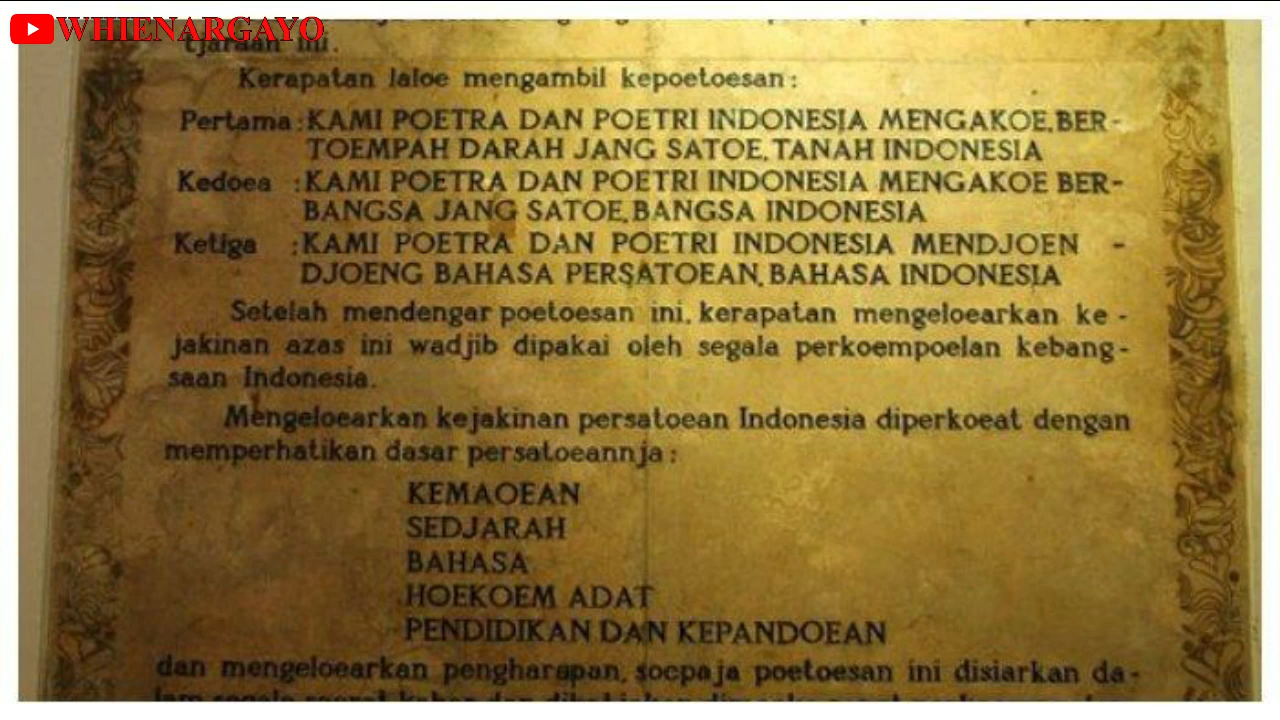 WHIENARGAYO
tjaraan ini.
Kerapatan laloe mengambil kepoetoesan:
Pertama : KAMI POETRA DAN POETRI INDONESIA MENGAKOE, BER-
TOEMPAH DARAH JANG SATOE, TANAH INDONESIA
Kedoea : KAMI POETRA DAN POETRI INDONESIA MENGAKOE BER-
BANGSA JANG SATOE, BANGSA INDONESIA
Ketiga : KAMI POETRA DAN POETRI INDONESIA MENDJOEN -
DJOENG BAHASA PERSATOEAN, BAHASA INDONESIA
Setelah mendengar poetoesan ini, kerapatan mengeloearkan ke -
jakinan azas ini wadjib dipakai oleh segala perkoempoelan kebang-
saan Indonesia.
Mengeloearkan kejakinan persatoean Indonesia diperkoeat dengan
memperhatikan dasar persatoeannja :
KEMAOEAN
SEDJARAH
BAHASA
HOEKOEM ADAT
PENDIDIKAN DAN KEPANDOEAN
dan mengeloearkan pengharapan, socpaja poetoesan ini disiarkan da-